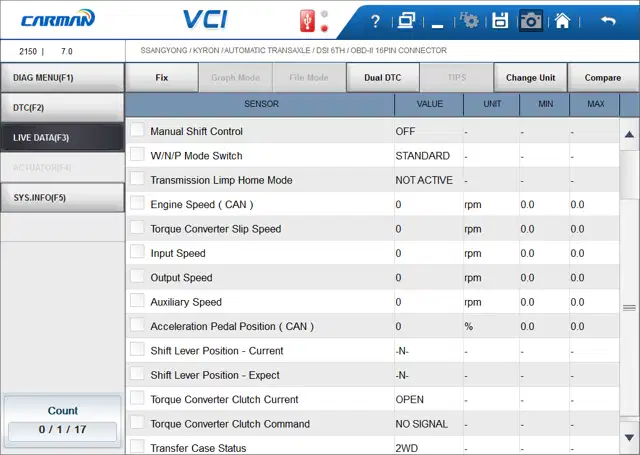 CARMAN VCI ?
2150 | 7.0 SSANGYONG / KYRON / AUTOMATIC TRANSAXLE / DSI 6TH / OBD-II 16PIN CONNECTOR
DIAG MENU(F1) Fix Graph Mode File Mode Dual DTC TIPS Change Unit Compare
DTC(F2)
LIVE DATA(F3)
ACTUATOR(F4)
SYS.INFO(F5)
SENSOR VALUE UNIT MIN MAX
Manual Shift Control OFF - - -
W/N/P Mode Switch STANDARD - - -
Transmission Limp Home Mode NOT ACTIVE - - -
Engine Speed ( CAN ) 0 rpm 0.0 0.0
Torque Converter Slip Speed 0 rpm 0.0 0.0
Input Speed 0 rpm 0.0 0.0
Output Speed 0 rpm 0.0 0.0
Auxiliary Speed 0 rpm 0.0 0.0
Acceleration Pedal Position ( CAN ) 0 % 0.0 0.0
Shift Lever Position - Current -N- - - -
Shift Lever Position - Expect -N- - - -
Torque Converter Clutch Current OPEN - - -
Torque Converter Clutch Command NO SIGNAL - - -
Transfer Case Status 2WD - - -
Count
0 / 1 / 17